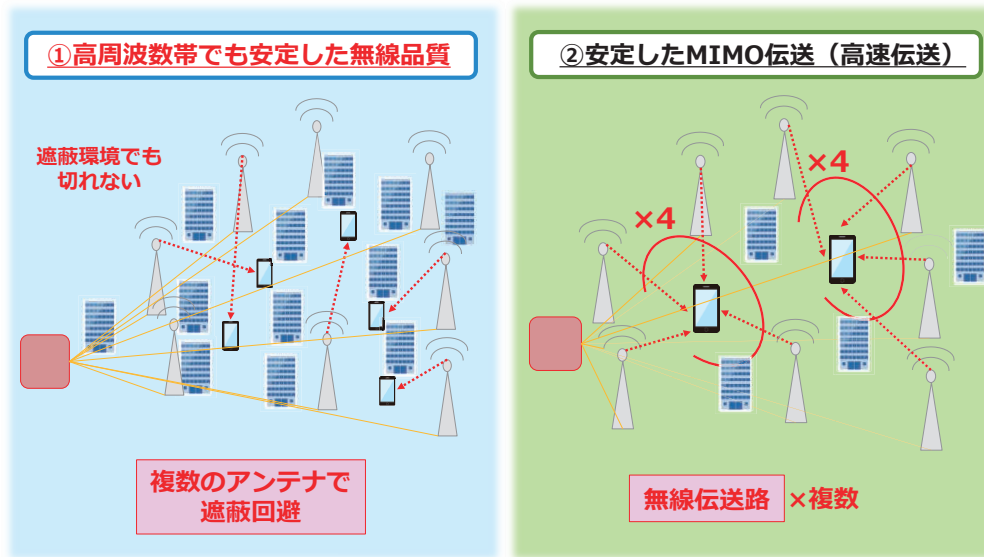 ①高周波数帯でも安定した無線品質
遮蔽環境でも
切れない
複数のアンテナで
遮蔽回避
②安定したMIMO伝送（高速伝送）
×4
×4
無線伝送路 ×複数